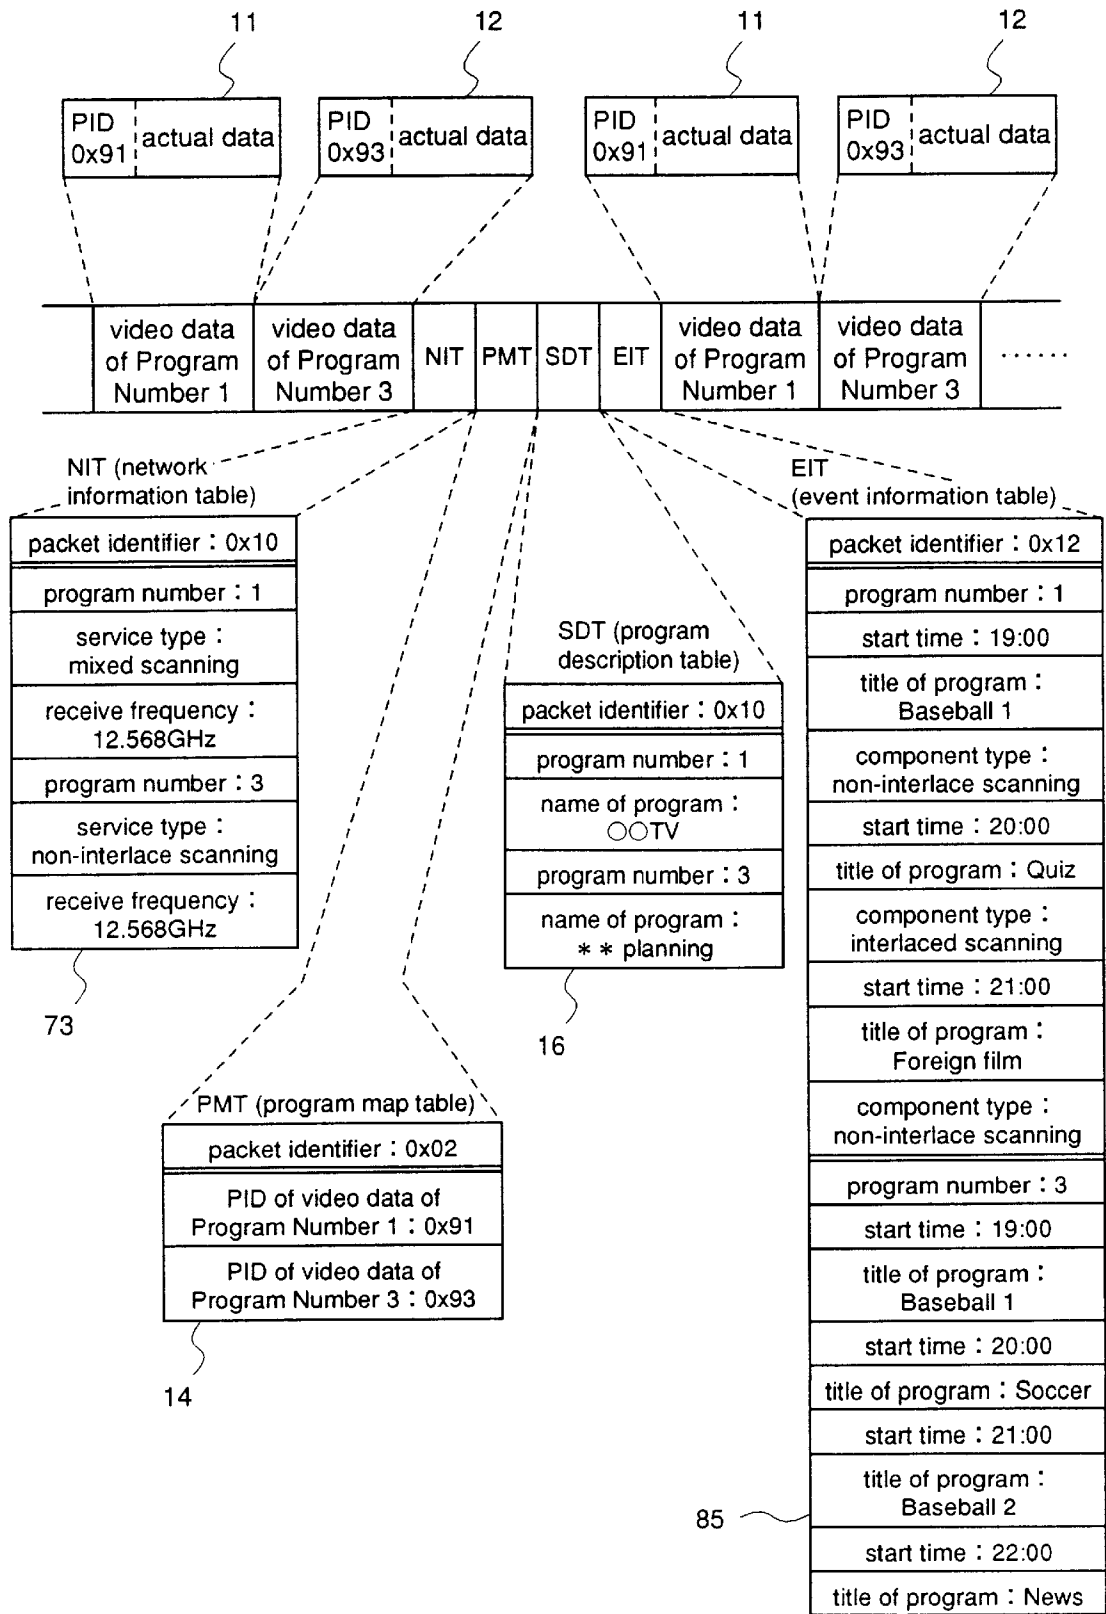 11
12
11
12
PID
0x91
actual data
PID
0x93
actual data
PID
0x91
actual data
PID
0x93
actual data
video data
of Program
Number 1
video data
of Program
Number 3
NIT
PMT
SDT
EIT
video data
of Program
Number 1
video data
of Program
Number 3
······
NIT (network
information table)
packet identifier : 0x10
program number : 1
service type :
mixed scanning
receive frequency :
12.568GHz
program number : 3
service type :
non-interlace scanning
receive frequency :
12.568GHz
73
PMT (program map table)
packet identifier : 0x02
PID of video data of
Program Number 1 : 0x91
PID of video data of
Program Number 3 : 0x93
14
SDT (program
description table)
packet identifier : 0x10
program number : 1
name of program :
○○TV
program number : 3
name of program :
＊＊ planning
16
EIT
(event information table)
packet identifier : 0x12
program number : 1
start time : 19:00
title of program :
Baseball 1
component type :
non-interlace scanning
start time : 20:00
title of program : Quiz
component type :
interlaced scanning
start time : 21:00
title of program :
Foreign film
component type :
non-interlace scanning
program number : 3
start time : 19:00
title of program :
Baseball 1
start time : 20:00
title of program : Soccer
start time : 21:00
title of program :
Baseball 2
start time : 22:00
title of program : News
85